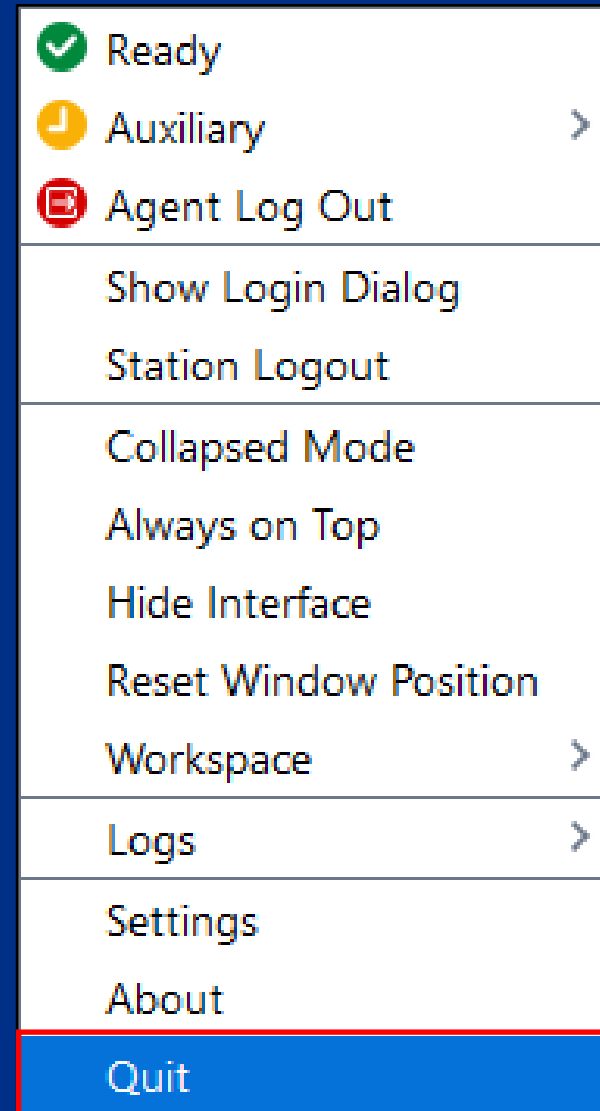 Ready
Auxiliary
Agent Log Out
Show Login Dialog
Station Logout
Collapsed Mode
Always on Top
Hide Interface
Reset Window Position
Workspace
Logs
Settings
About
Quit